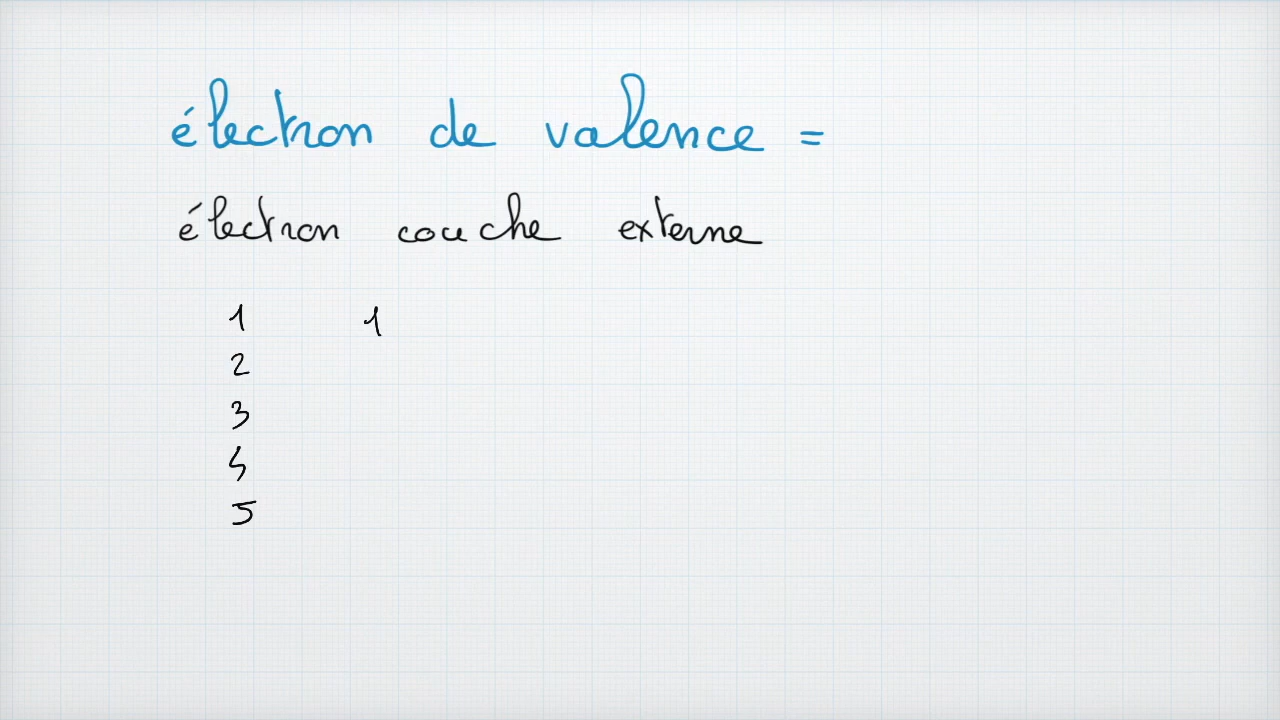 électron de valence =
électron couche externe
1 1
2
3
4
5